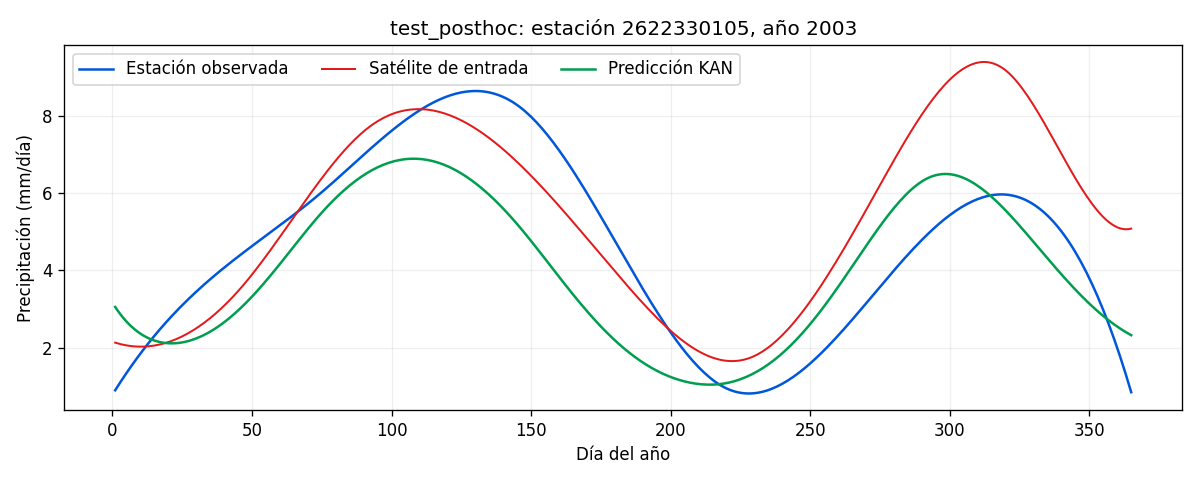 test_posthoc: estación 2622330105, año 2003
Estación observada Satélite de entrada Predicción KAN
Precipitación (mm/día)
8
6
4
2
0 50 100 150 200 250 300 350
Día del año